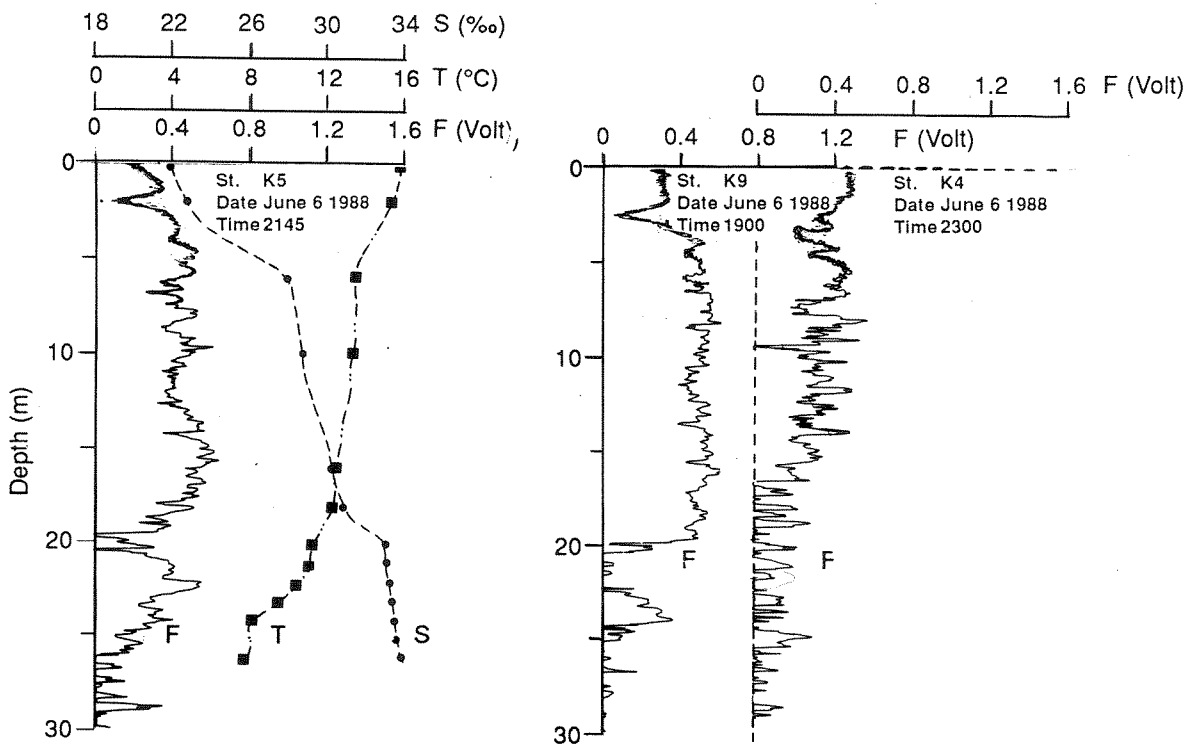 18 22 26 30 34 S (‰)
0 4 8 12 16 T (°C)
0 0.4 0.8 1.2 1.6 F (Volt)
0 0.4 0.8 1.2 1.6 F (Volt)
0 0.4 0.8 1.2 F (Volt)
0
10
20
30
Depth (m)
St. K5
Date June 6 1988
Time 2145
F T S
0
10
20
30
St. K9
Date June 6 1988
Time 1900
F
St. K4
Date June 6 1988
Time 2300
F